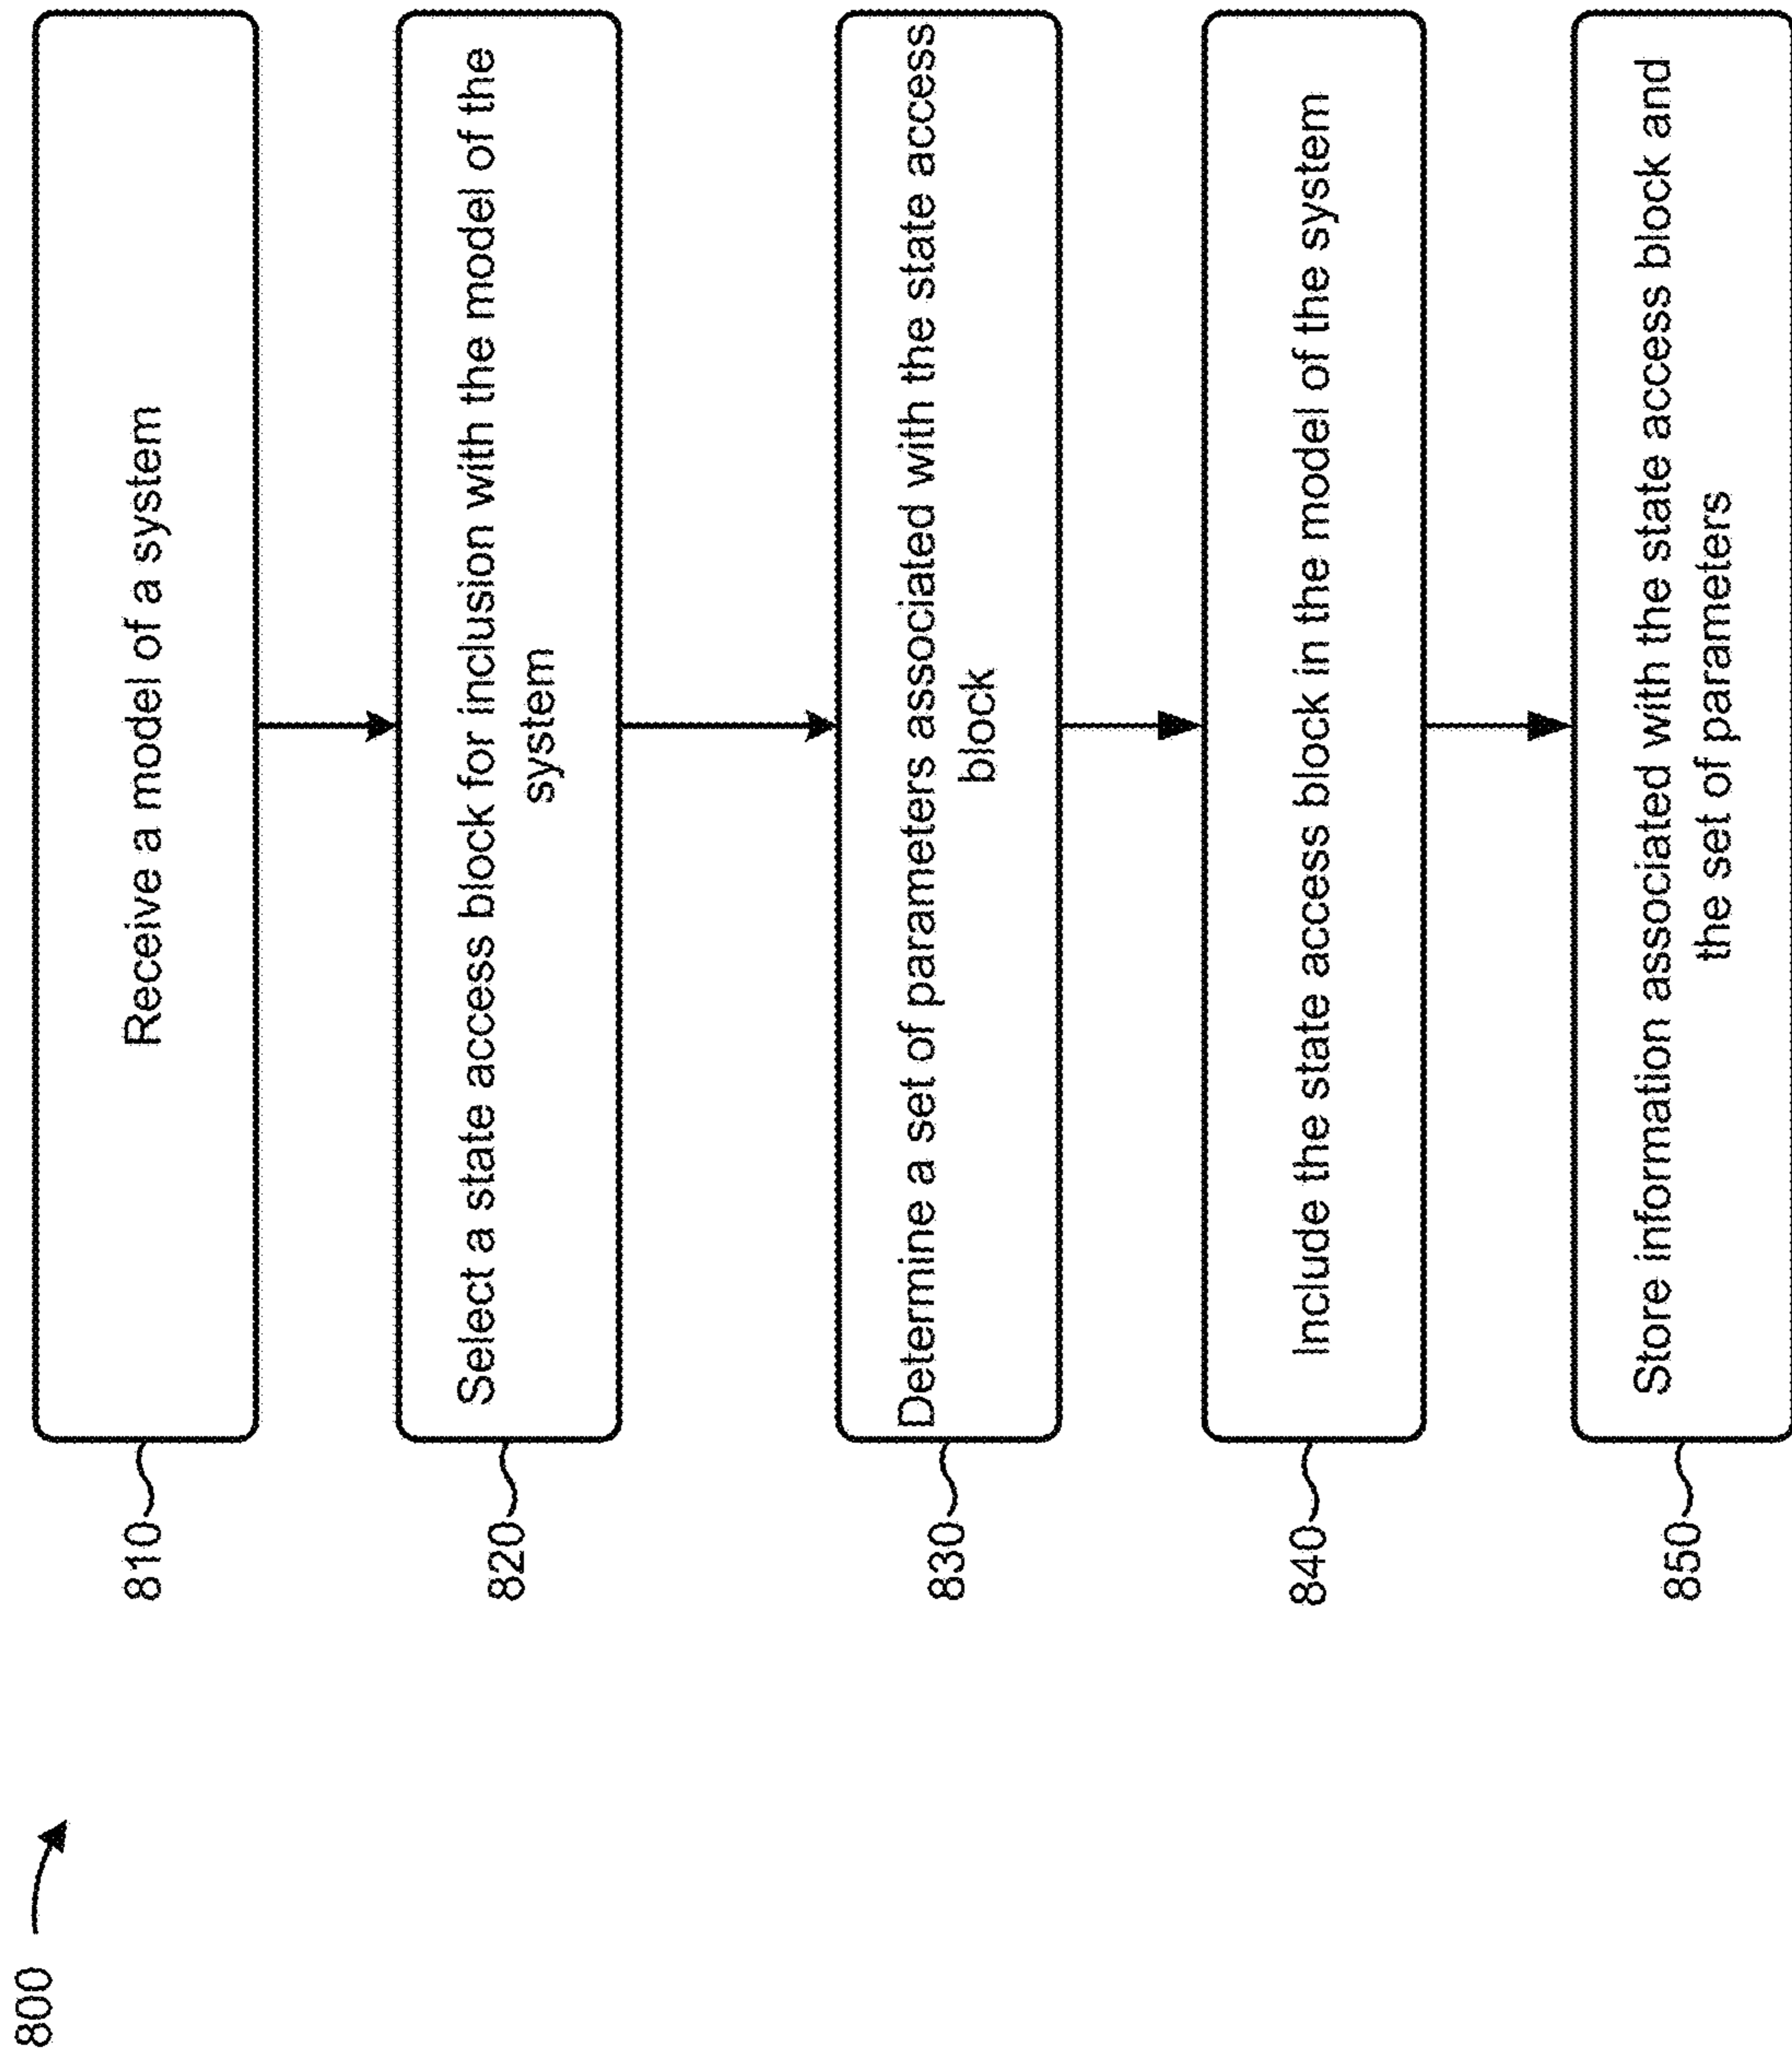 800
810
Receive a model of a system
820
Select a state access block for inclusion with the model of the
system
830
Determine a set of parameters associated with the state access
block
840
Include the state access block in the model of the system
850
Store information associated with the state access block and
the set of parameters